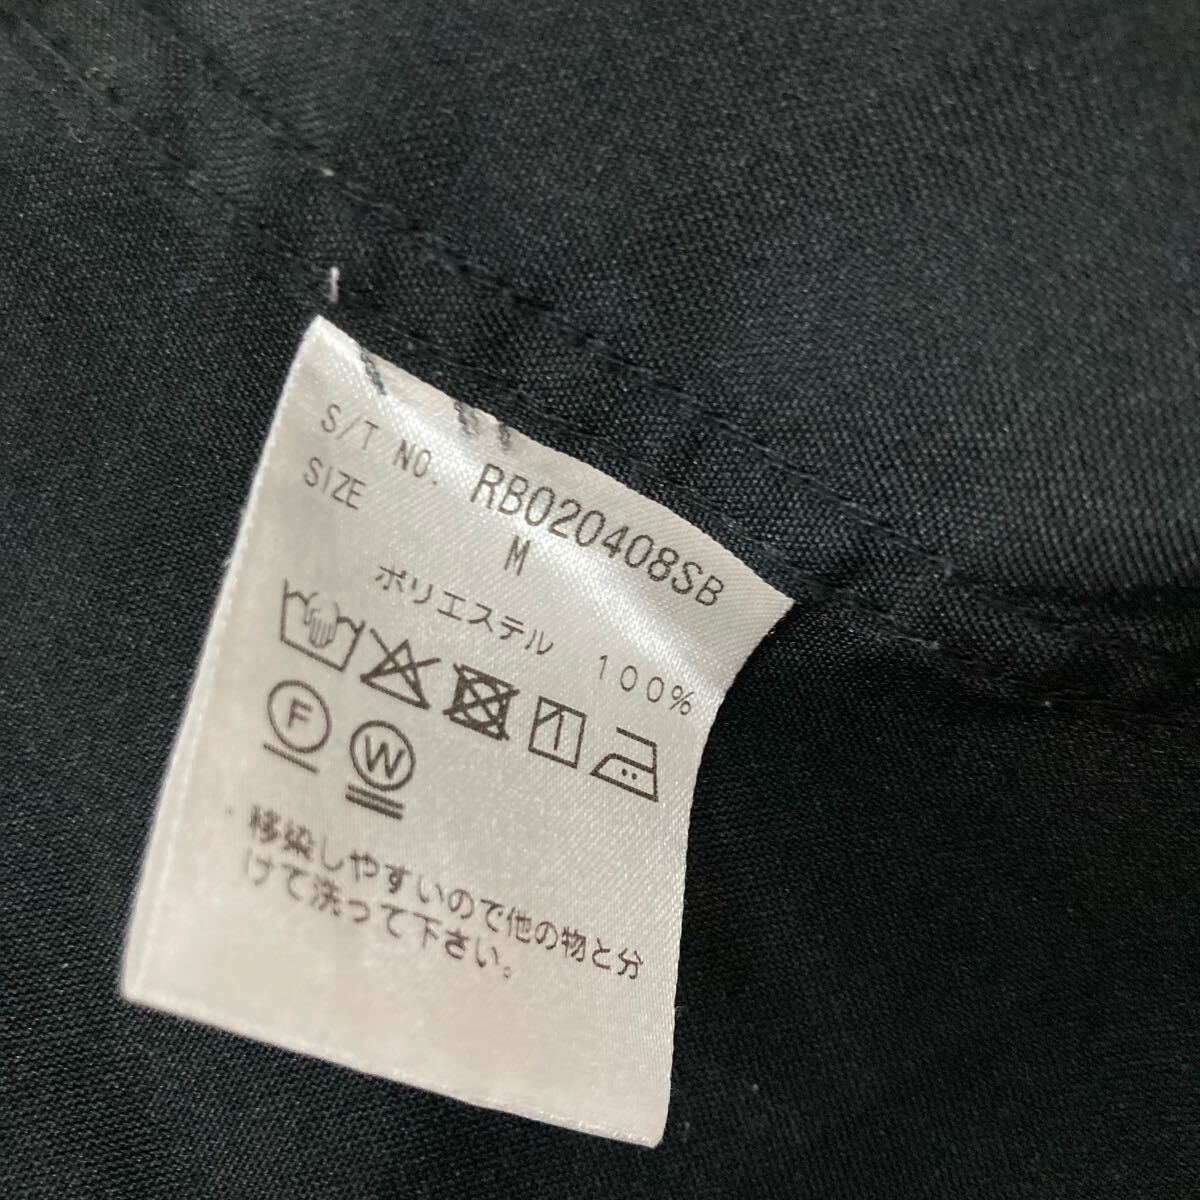 S/T NO. RB020408SB
SIZE M
ポリエステル 100%
F W
・移染しやすいので他の物と分
けて洗って下さい。